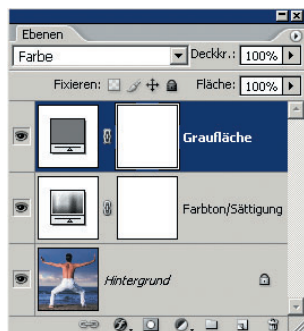 Ebenen
Farbe Deckkr.: 100%
Fixieren: Fläche: 100%
Graufläche
Farbton/Sättigung
Hintergrund